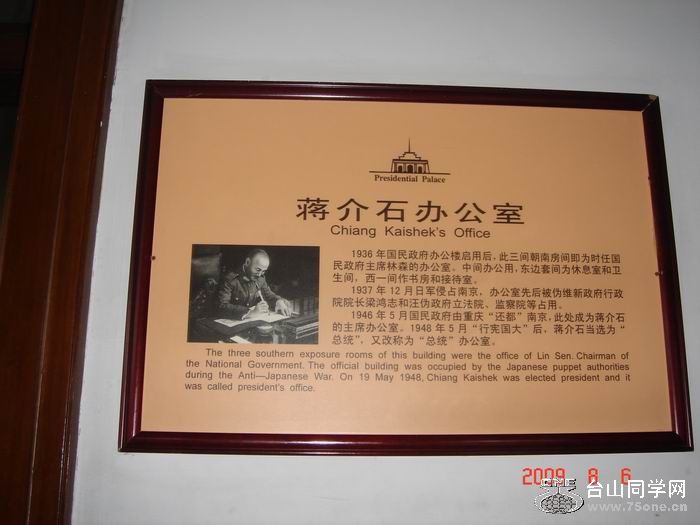 Presidential Palace
蒋介石办公室
Chiang Kaishek's Office
1936 年国民政府办公楼启用后，此三间朝南房间即为时任国
民政府主席林森的办公室。中间办公用，东边套间为休息室和卫
生间，西一间作书房和接待室。
1937 年 12 月日军侵占南京，办公室先后被伪维新政府行政
院院长梁鸿志和汪伪政府立法院、监察院等占用。
1946 年 5 月国民政府由重庆“还都”南京，此处成为蒋介石
的主席办公室。1948 年 5 月“行宪国大”后，蒋介石当选为“
总统”，又改称为“总统”办公室。
The three southern exposure rooms of this building were the office of Lin Sen. Chairman of
the National Government. The official building was occupied by the Japanese puppet authorities
during the Anti—Japanese War. On 19 May 1948, Chiang Kaishek was elected president and it
was called president's office.
2009 8 6
台山同学网
www.75one.cn